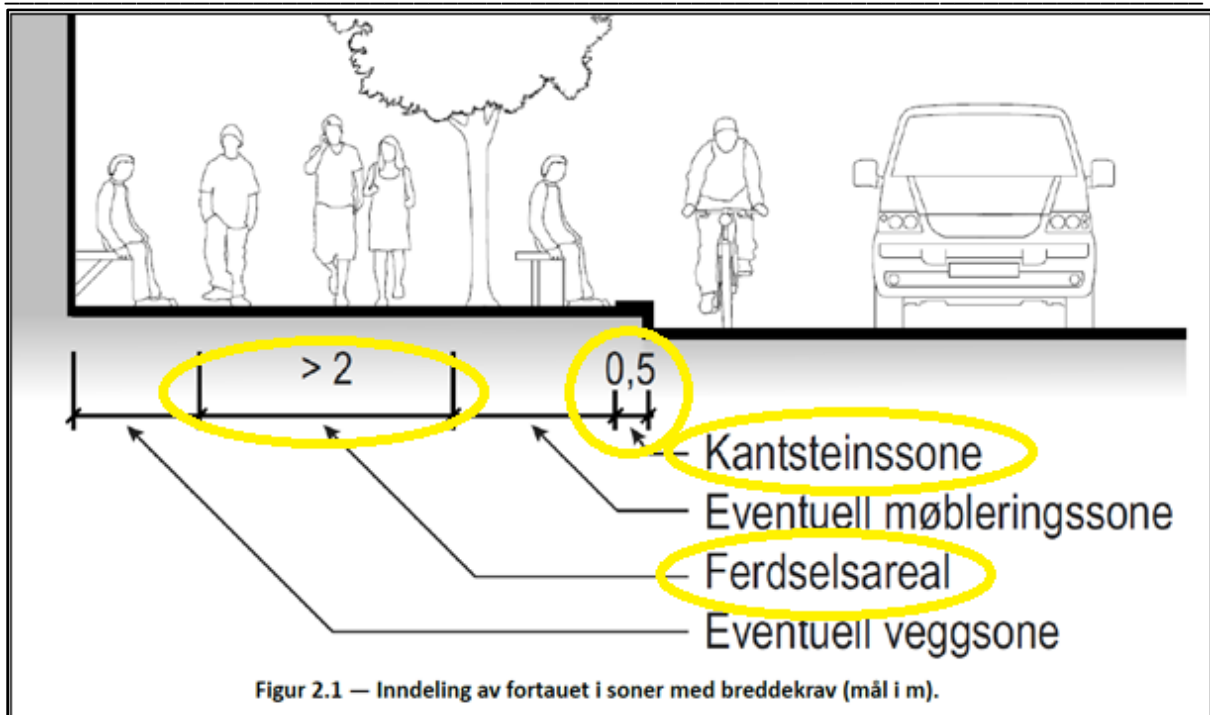 > 2
0,5
Kantsteinssone
Eventuell møbleringssone
Ferdselsareal
Eventuell veggsone
Figur 2.1 — Inndeling av fortauet i soner med breddekrav (mål i m).